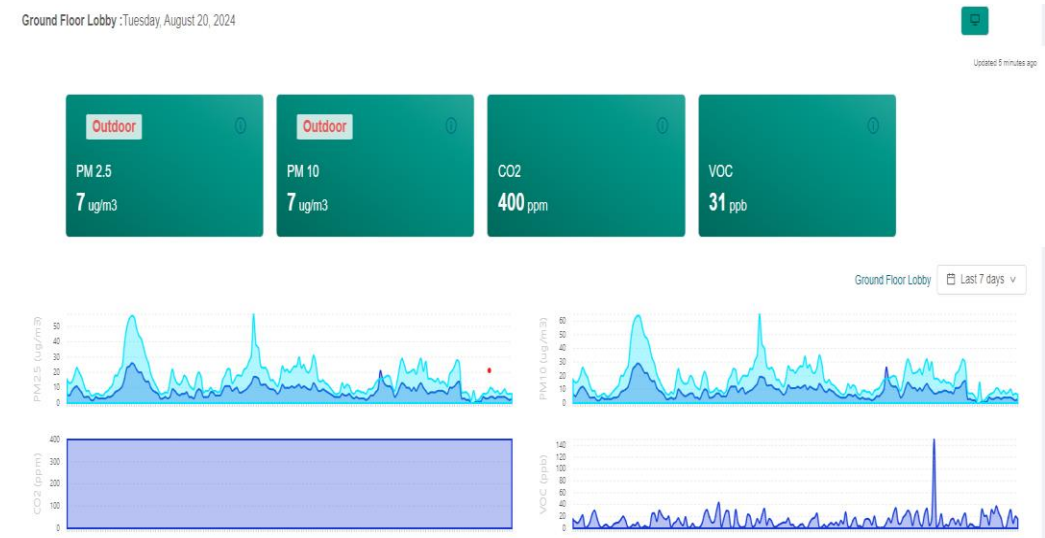 Ground Floor Lobby :Tuesday, August 20, 2024
Updated 5 minutes ago
Outdoor
PM 2.5
7 ug/m3
Outdoor
PM 10
7 ug/m3
CO2
400 ppm
VOC
31 ppb
Ground Floor Lobby
Last 7 days
PM2.5 (ug/m3)
50
40
30
20
10
0
PM10 (ug/m3)
60
50
40
30
20
10
0
CO2 (ppm)
400
300
200
100
0
VOC (ppb)
140
120
100
80
60
40
20
0